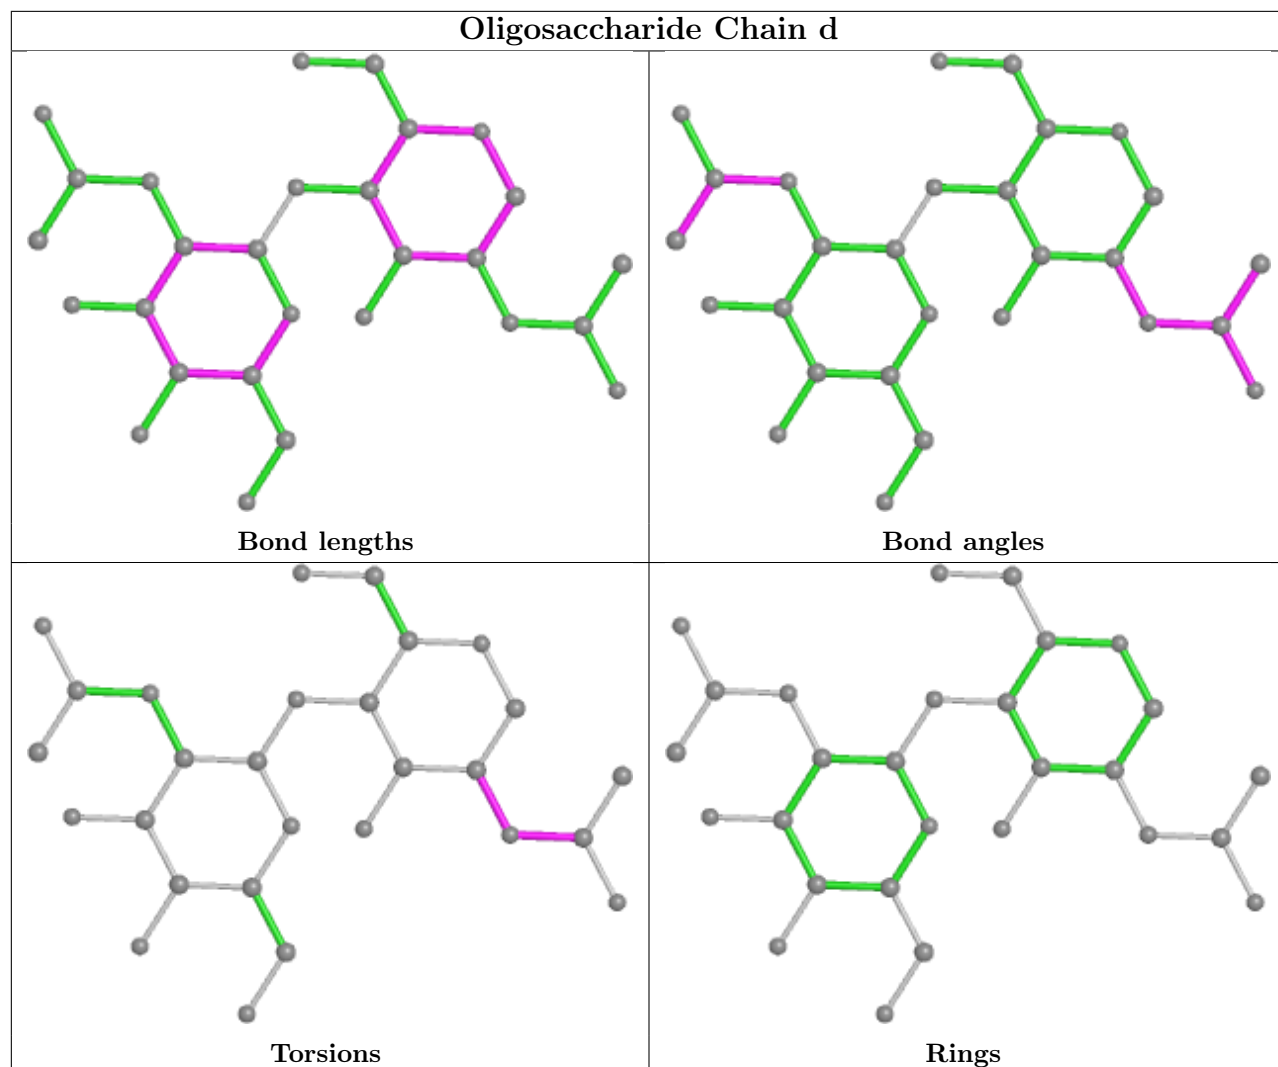 Oligosaccharide Chain d
Bond lengths
Bond angles
Torsions
Rings